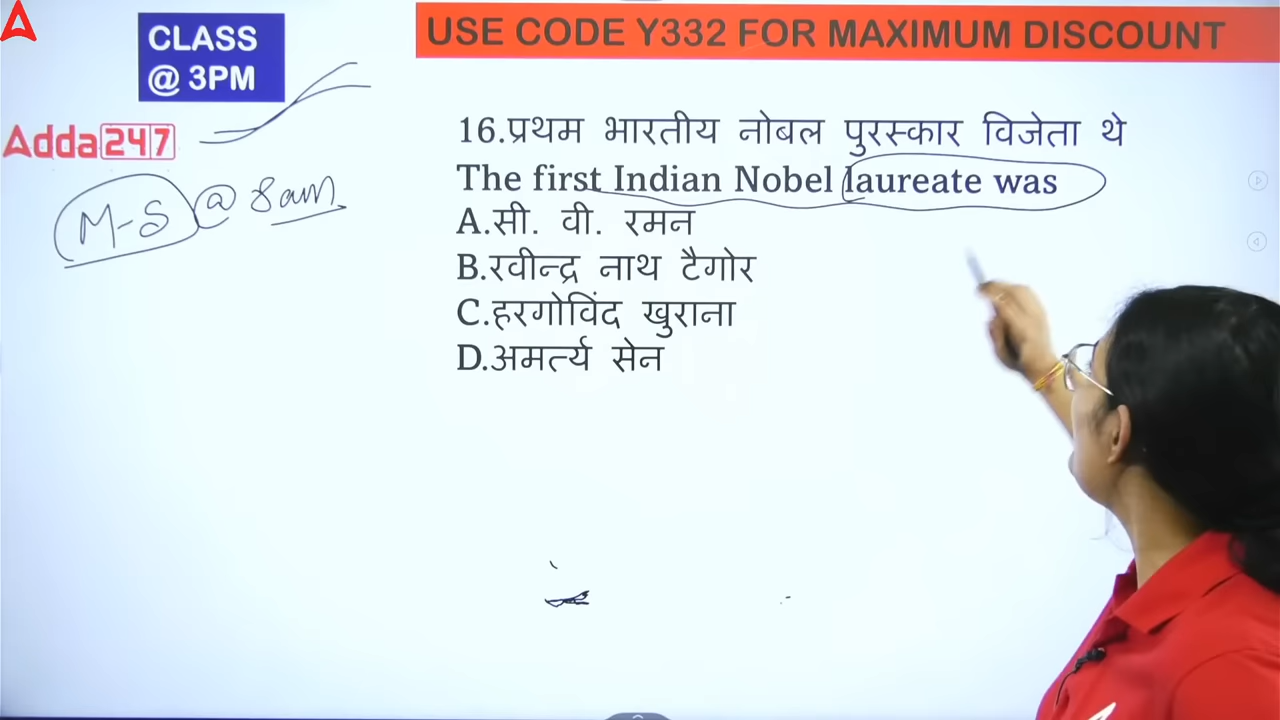 CLASS
@ 3PM
USE CODE Y332 FOR MAXIMUM DISCOUNT
Adda247
M-S @ 8am
16.प्रथम भारतीय नोबल पुरस्कार विजेता थे
The first Indian Nobel laureate was
A.सी. वी. रमन
B.रवीन्द्र नाथ टैगोर
C.हरगोविंद खुराना
D.अमर्त्य सेन